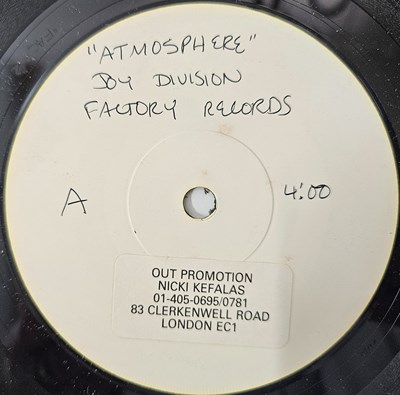 "ATMOSPHERE"
JOY DIVISION
FACTORY RECORDS
A
4:00
OUT PROMOTION
NICKI KEFALAS
01-405-0695/0781
83 CLERKENWELL ROAD
LONDON EC1